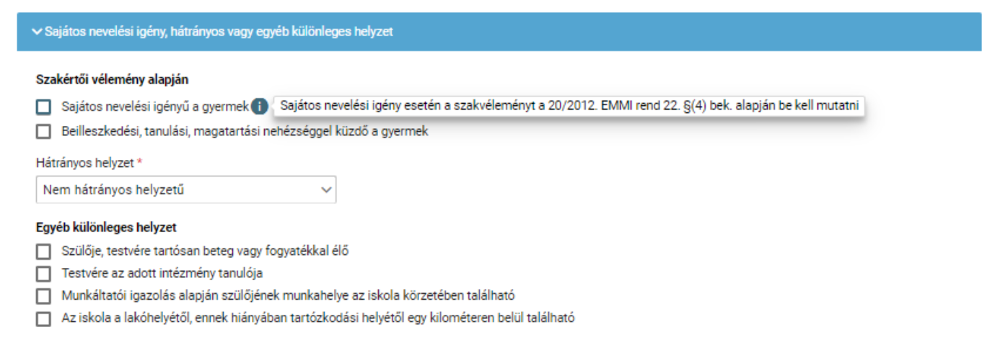 Sajátos nevelési igény, hátrányos vagy egyéb különleges helyzet
Szakértői vélemény alapján
Sajátos nevelési igényű a gyermek i Sajátos nevelési igény esetén a szakvéleményt a 20/2012. EMMI rend 22. §(4) bek. alapján be kell mutatni
Beilleszkedési, tanulási, magatartási nehézséggel küzdő a gyermek
Hátrányos helyzet *
Nem hátrányos helyzetű
Egyéb különleges helyzet
Szülője, testvére tartósan beteg vagy fogyatékkal élő
Testvére az adott intézmény tanulója
Munkáltatói igazolás alapján szülőjének munkahelye az iskola körzetében található
Az iskola a lakóhelyétől, ennek hiányában tartózkodási helyétől egy kilométeren belül található